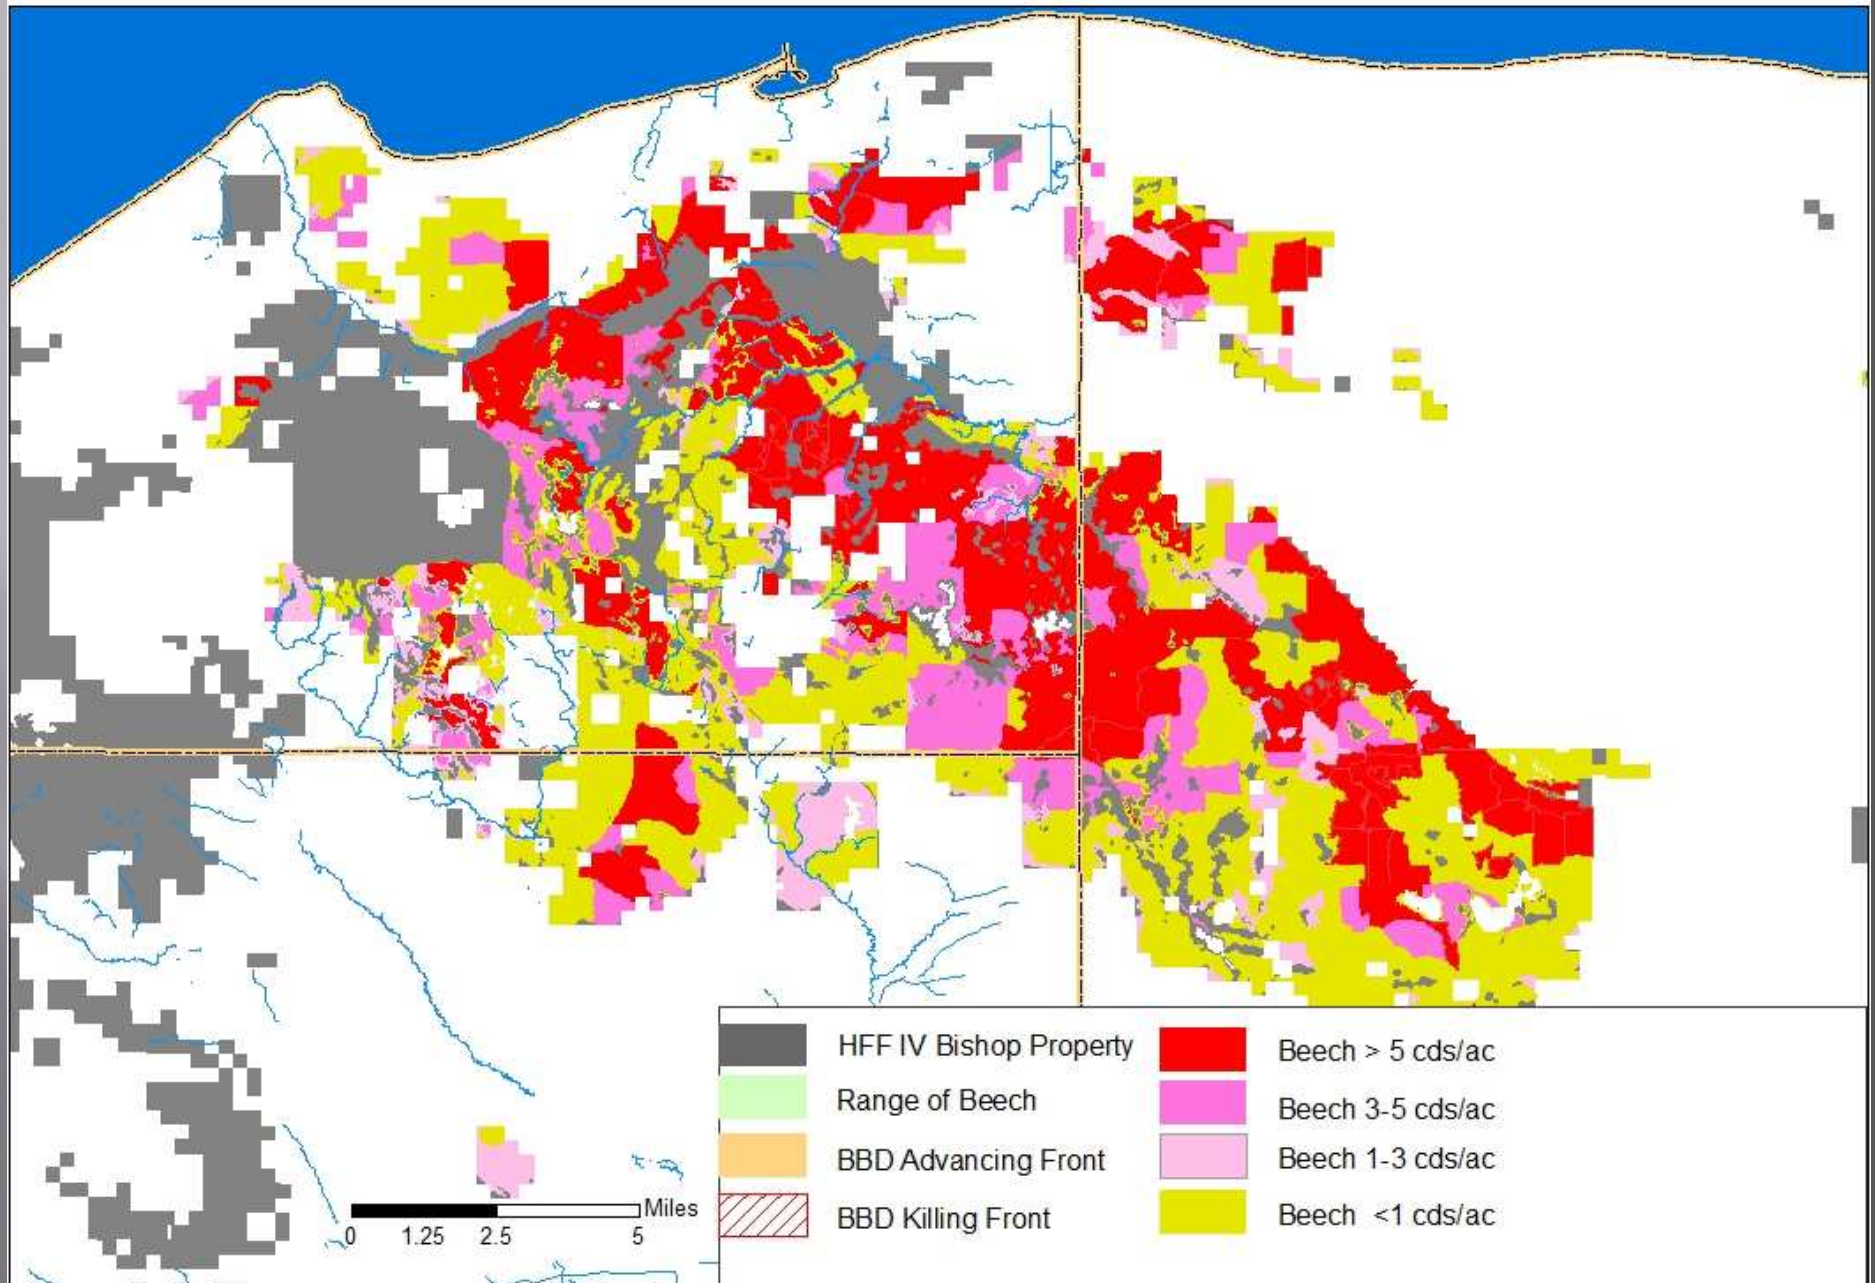 HFF IV Bishop Property
Range of Beech
BBD Advancing Front
BBD Killing Front
Beech > 5 cds/ac
Beech 3-5 cds/ac
Beech 1-3 cds/ac
Beech <1 cds/ac
Miles
0 1.25 2.5 5